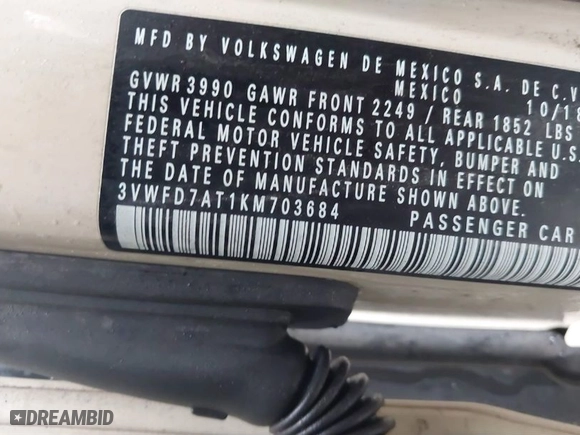 MFD BY VOLKSWAGEN DE MEXICO S.A. DE C.V
MEXICO 10/18
GVWR 3990 GAWR FRONT 2249 / REAR 1852 LBS
THIS VEHICLE CONFORMS TO ALL APPLICABLE U.S.
FEDERAL MOTOR VEHICLE SAFETY, BUMPER AND
THEFT PREVENTION STANDARDS IN EFFECT ON
THE DATE OF MANUFACTURE SHOWN ABOVE.
3VWFD7AT1KM703684 PASSENGER CAR
DREAMBID